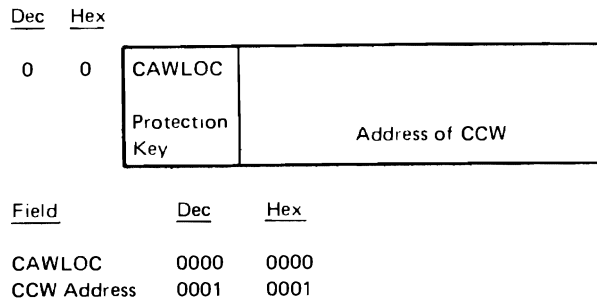 Dec Hex
0 0 CAWLOC
Protection
Key
Address of CCW
Field Dec Hex
CAWLOC 0000 0000
CCW Address 0001 0001